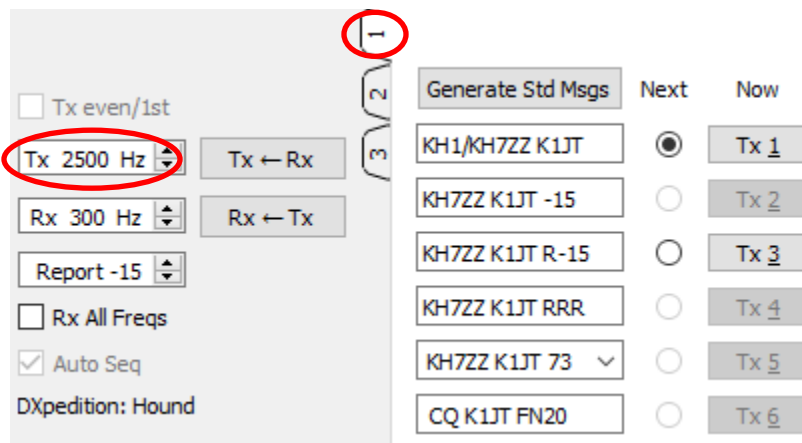 1
2
3
Tx even/1st
Tx 2500 Hz
Tx ← Rx
Rx 300 Hz
Rx ← Tx
Report -15
Rx All Freqs
Auto Seq
DXpedition: Hound
Generate Std Msgs Next Now
KH1/KH7ZZ K1JT Tx 1
KH7ZZ K1JT -15 Tx 2
KH7ZZ K1JT R-15 Tx 3
KH7ZZ K1JT RRR Tx 4
KH7ZZ K1JT 73 Tx 5
CQ K1JT FN20 Tx 6